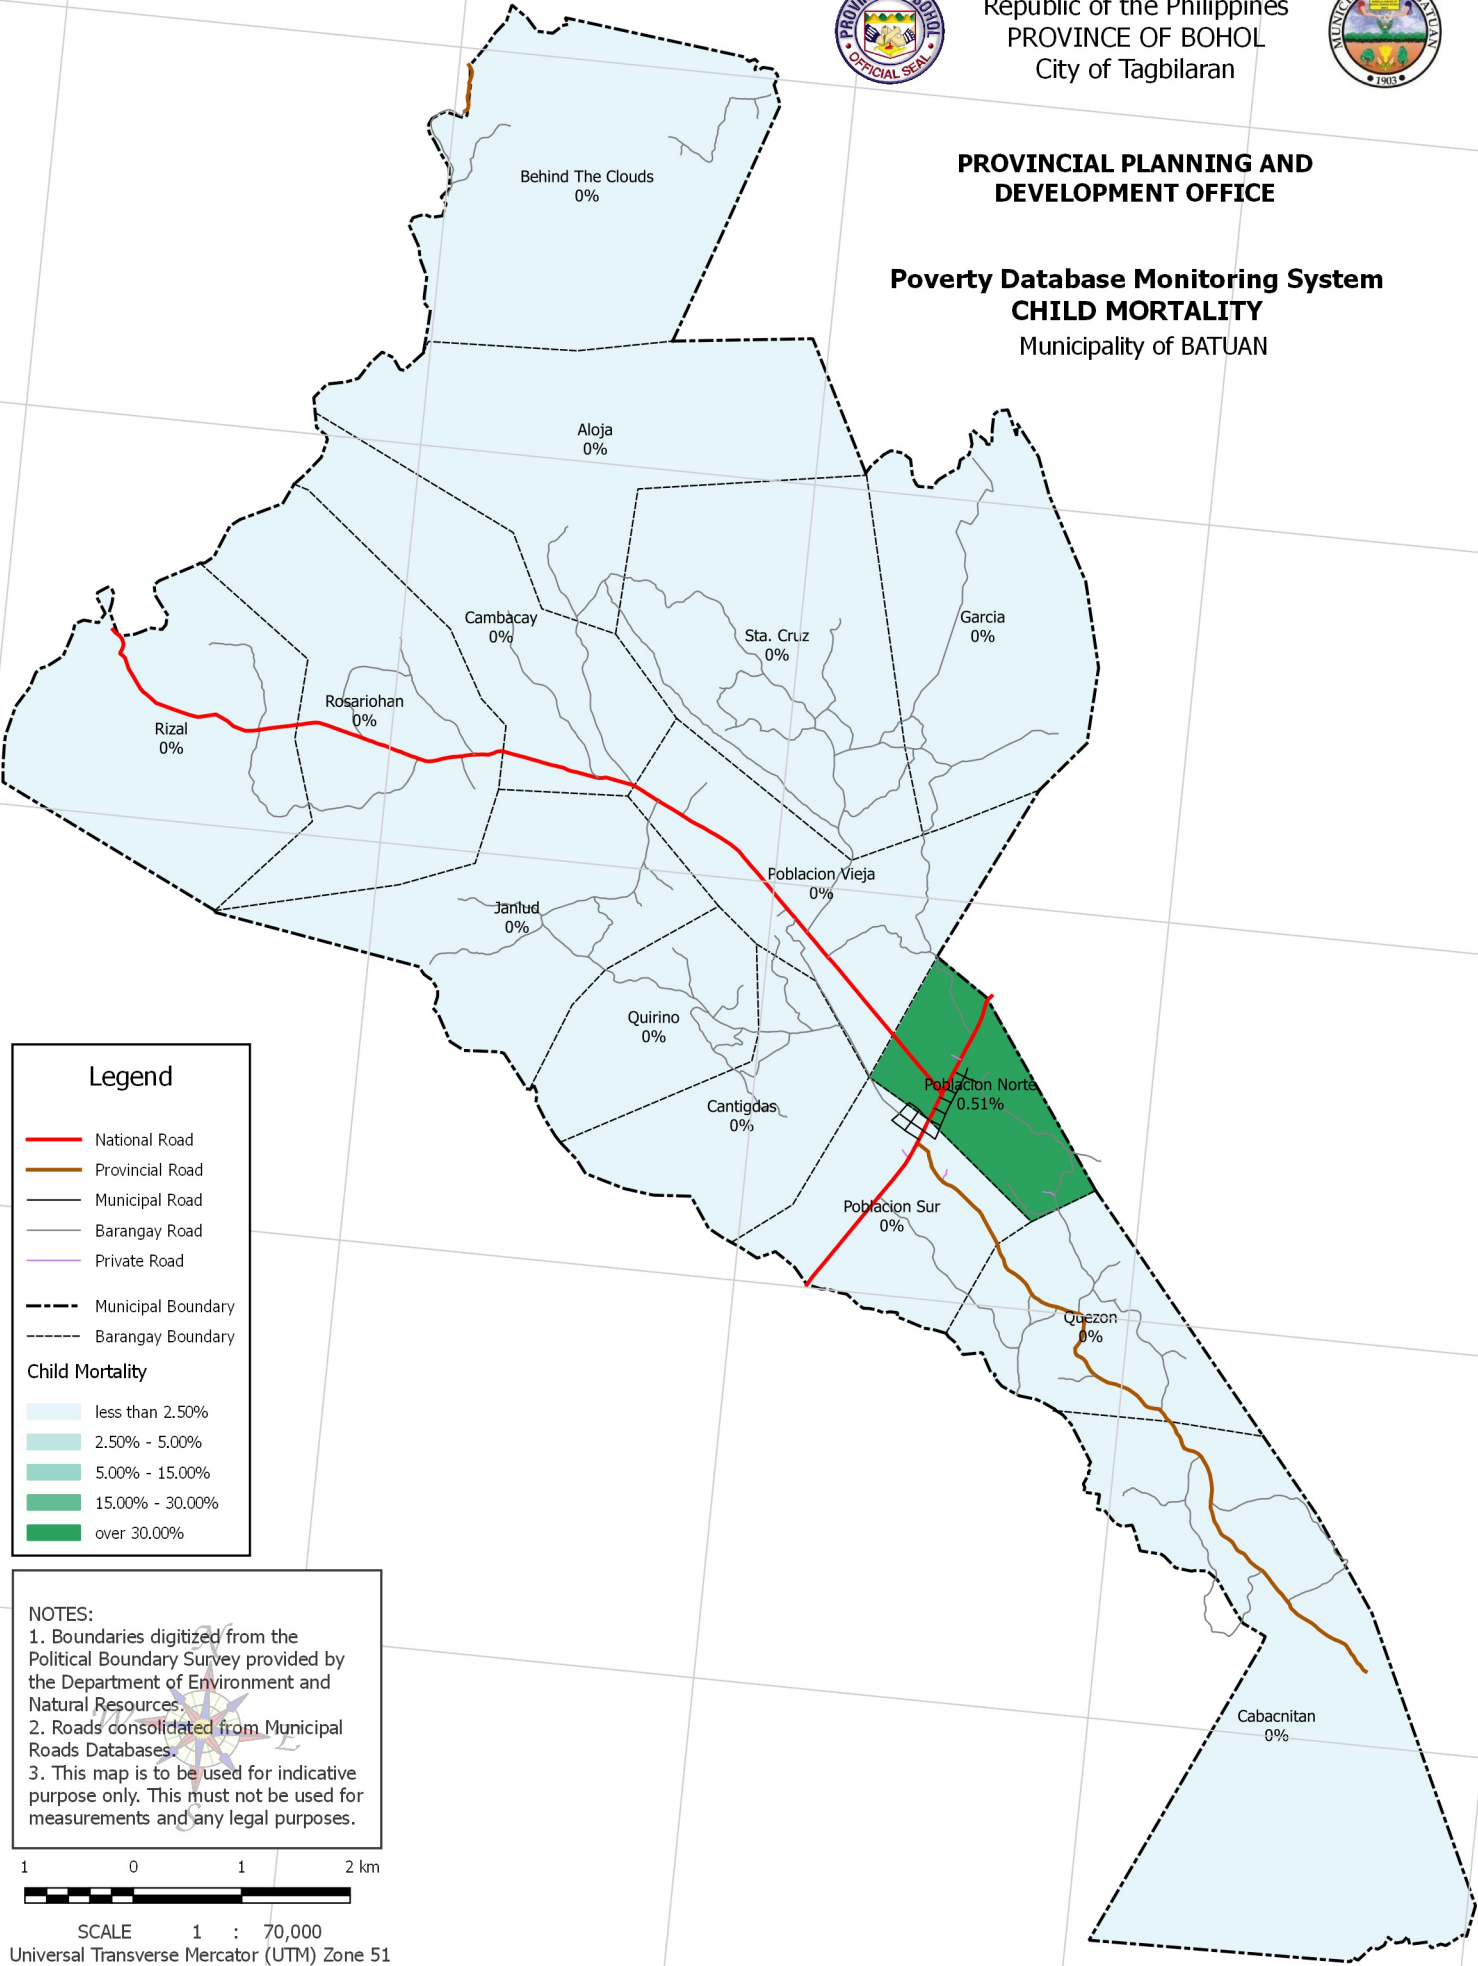 Republic of the Philippines
PROVINCE OF BOHOL
City of Tagbilaran
OFFICIAL SEAL
1903
PROVINCIAL PLANNING AND
DEVELOPMENT OFFICE
Poverty Database Monitoring System
CHILD MORTALITY
Municipality of BATUAN
Behind The Clouds
0%
Aloja
0%
Cambacay
0%
Sta. Cruz
0%
Garcia
0%
Rosariohan
0%
Rizal
0%
Poblacion Vieja
0%
Janlud
0%
Quirino
0%
Poblacion Norte
0.51%
Cantigdas
0%
Poblacion Sur
0%
Quezon
0%
Cabacnitan
0%
Legend
National Road
Provincial Road
Municipal Road
Barangay Road
Private Road
Municipal Boundary
Barangay Boundary
Child Mortality
less than 2.50%
2.50% - 5.00%
5.00% - 15.00%
15.00% - 30.00%
over 30.00%
NOTES:
1. Boundaries digitized from the
Political Boundary Survey provided by
the Department of Environment and
Natural Resources.
2. Roads consolidated from Municipal
Roads Databases.
3. This map is to be used for indicative
purpose only. This must not be used for
measurements and any legal purposes.
N
W
E
S
1 0 1 2 km
SCALE 1 : 70,000
Universal Transverse Mercator (UTM) Zone 51